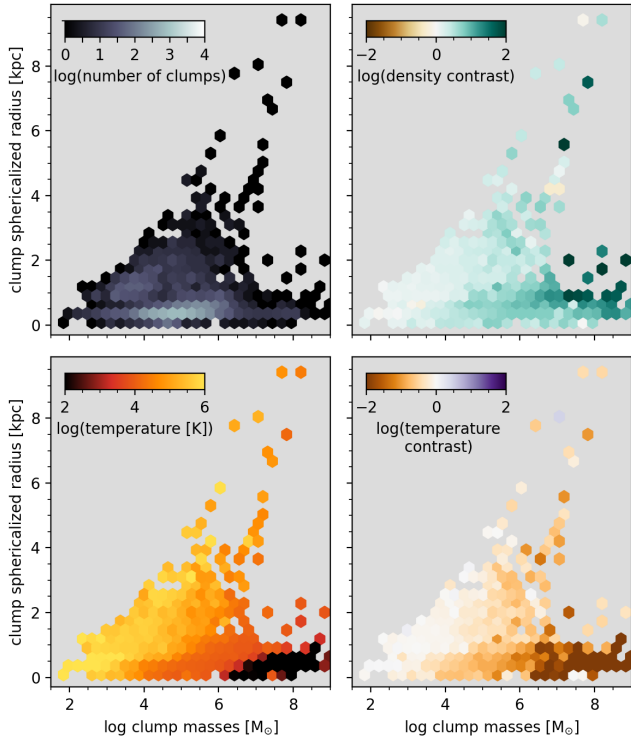 0 2 4
log(number of clumps)
−2 0 2
log(density contrast)
8
6
4
2
0
clump sphericalized radius [kpc]
2 4 6
log(temperature [K])
−2 0 2
log(temperature
contrast)
8
6
4
2
0
clump sphericalized radius [kpc]
2 4 6 8
2 4 6 8
log clump masses [M☉]
log clump masses [M☉]